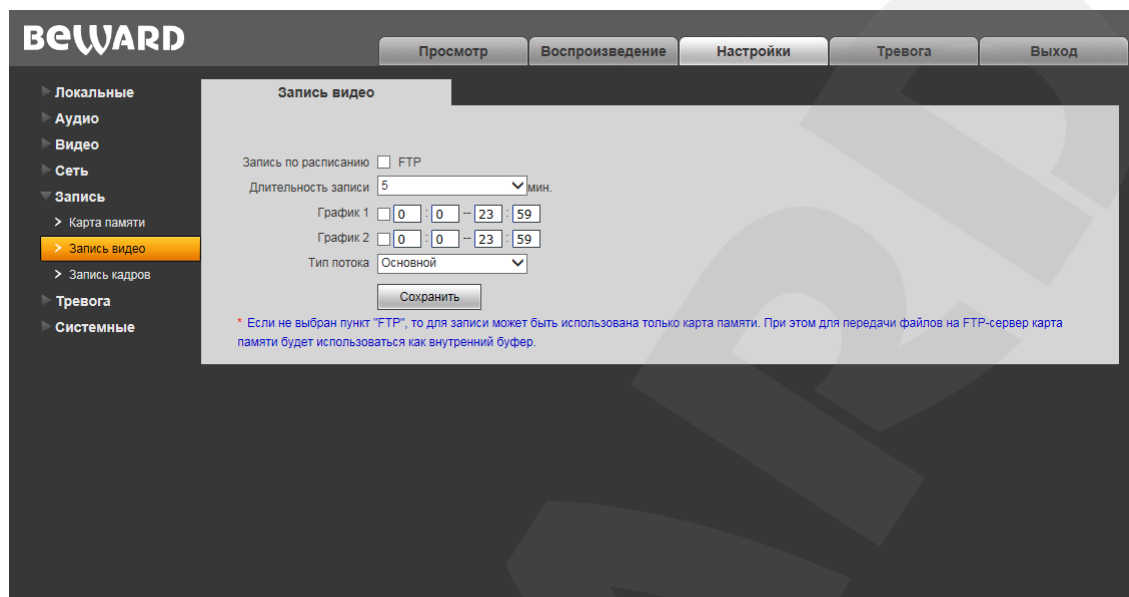 BEWARD
Просмотр Воспроизведение Настройки Тревога Выход
Локальные
Аудио
Видео
Сеть
Запись
> Карта памяти
> Запись видео
> Запись кадров
Тревога
Системные
Запись видео
Запись по расписанию FTP
Длительность записи 5 мин.
График 1 0 : 0 – 23 : 59
График 2 0 : 0 – 23 : 59
Тип потока Основной
Сохранить
* Если не выбран пункт "FTP", то для записи может быть использована только карта памяти. При этом для передачи файлов на FTP-сервер карта
памяти будет использоваться как внутренний буфер.